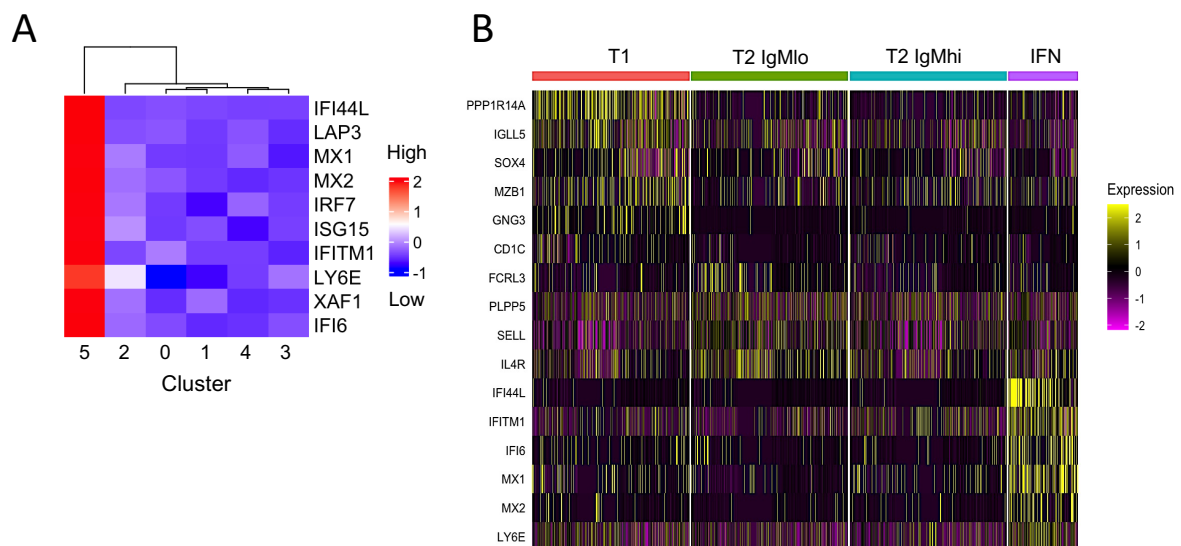 A
IFI44L
LAP3
MX1
MX2
IRF7
ISG15
IFITM1
LY6E
XAF1
IFI6
5 2 0 1 4 3
Cluster
High
2
1
0
-1
Low
B
T1 T2 IgMlo T2 IgMhi IFN
PPP1R14A
IGLL5
SOX4
MZB1
GNG3
CD1C
FCRL3
PLPP5
SELL
IL4R
IFI44L
IFITM1
IFI6
MX1
MX2
LY6E
Expression
2
1
0
-1
-2